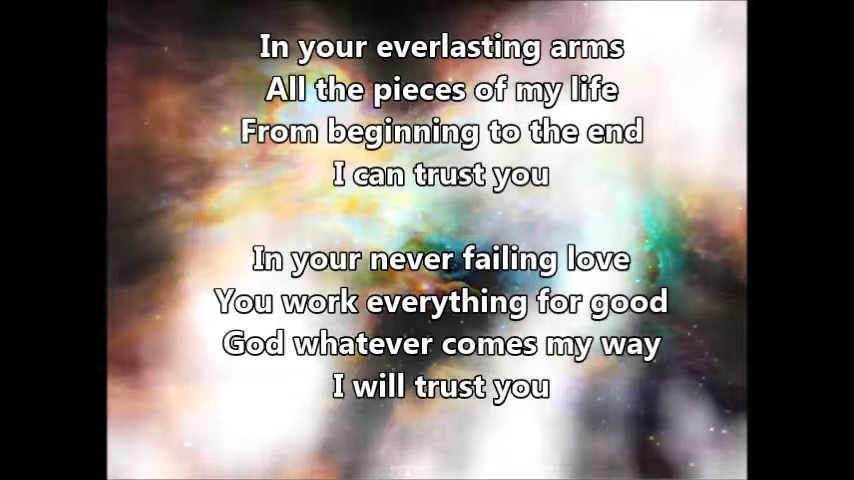 In your everlasting arms
All the pieces of my life
From beginning to the end
I can trust you
In your never failing love
You work everything for good
God whatever comes my way
I will trust you